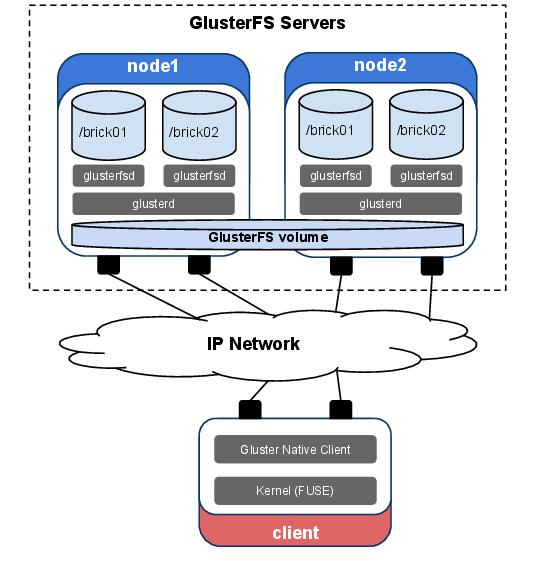 GlusterFS Servers
node1
node2
/brick01
/brick02
/brick01
/brick02
glusterfsd
glusterfsd
glusterfsd
glusterfsd
glusterd
glusterd
GlusterFS volume
IP Network
Gluster Native Client
Kernel (FUSE)
client